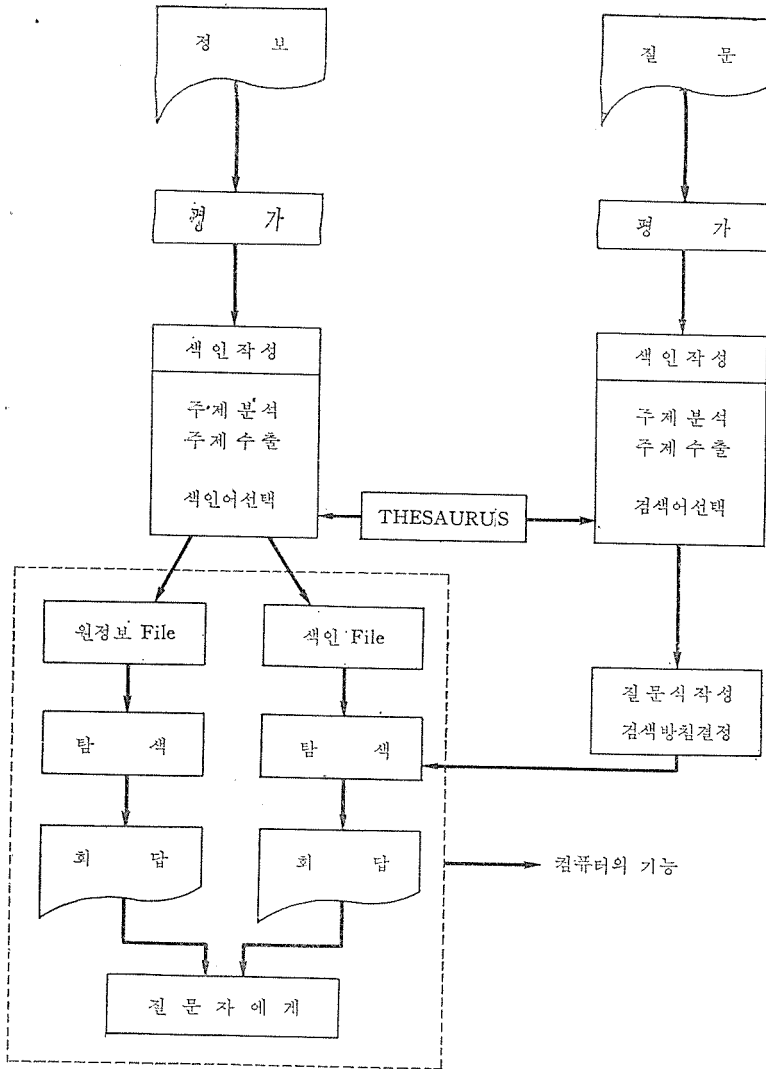 정 보
질 문
평 가
평 가
색인작성
주제분석
주제수출
색인어선택
THESAURUS
색인작성
주제분석
주제수출
검색어선택
원정보 File
색인 File
탐 색
탐 색
회 답
회 답
질문식작성
검색방침결정
컴퓨터의 기능
질문자에게